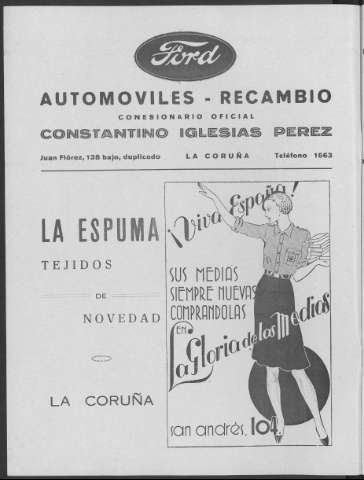 Ford
AUTOMOVILES - RECAMBIO
CONESIONARIO OFICIAL
CONSTANTINO IGLESIAS PEREZ
Juan Flórez, 128 bajo, duplicado LA CORUÑA Teléfono 1663
LA ESPUMA
TEJIDOS
DE
NOVEDAD
LA CORUÑA
¡Viva España!
SUS MEDIAS
SIEMPRE NUEVAS
COMPRANDOLAS
EN
La Gloria de las Medias
san andrés, 104.